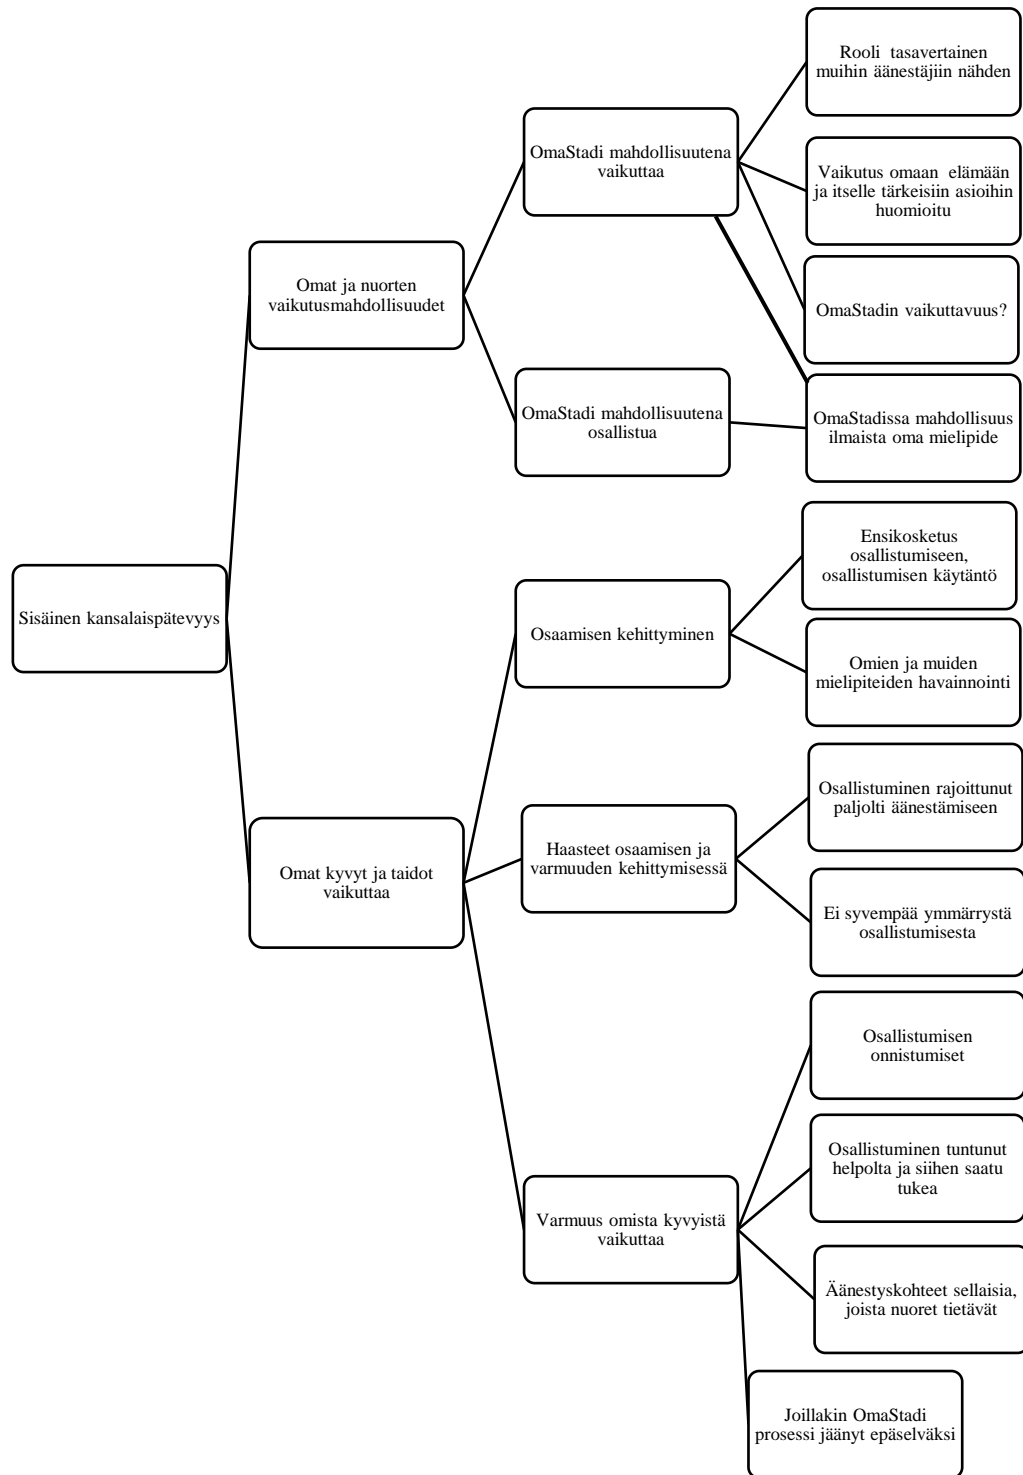 Rooli tasavertainen
muihin äänestäjiin nähden
OmaStadi mahdollisuutena
vaikuttaa
Vaikutus omaan elämään
ja itselle tärkeisiin asioihin
huomioitu
Omat ja nuorten
vaikutusmahdollisuudet
OmaStadin vaikuttavuus?
OmaStadi mahdollisuutena
osallistua
OmaStadissa mahdollisuus
ilmaista oma mielipide
Ensikosketus
osallistumiseen,
osallistumisen käytäntö
Sisäinen kansalaispätevyys
Osaamisen kehittyminen
Omien ja muiden
mielipiteiden havainnointi
Osallistuminen rajoittunut
paljolti äänestämiseen
Omat kyvyt ja taidot
vaikuttaa
Haasteet osaamisen ja
varmuuden kehittymisessä
Ei syvempää ymmärrystä
osallistumisesta
Osallistumisen
onnistumiset
Osallistuminen tuntunut
helpolta ja siihen saatu
tukea
Varmuus omista kyvyistä
vaikuttaa
Äänestyskohteet sellaisia,
joista nuoret tietävät
Joillakin OmaStadi
prosessi jäänyt epäselväksi